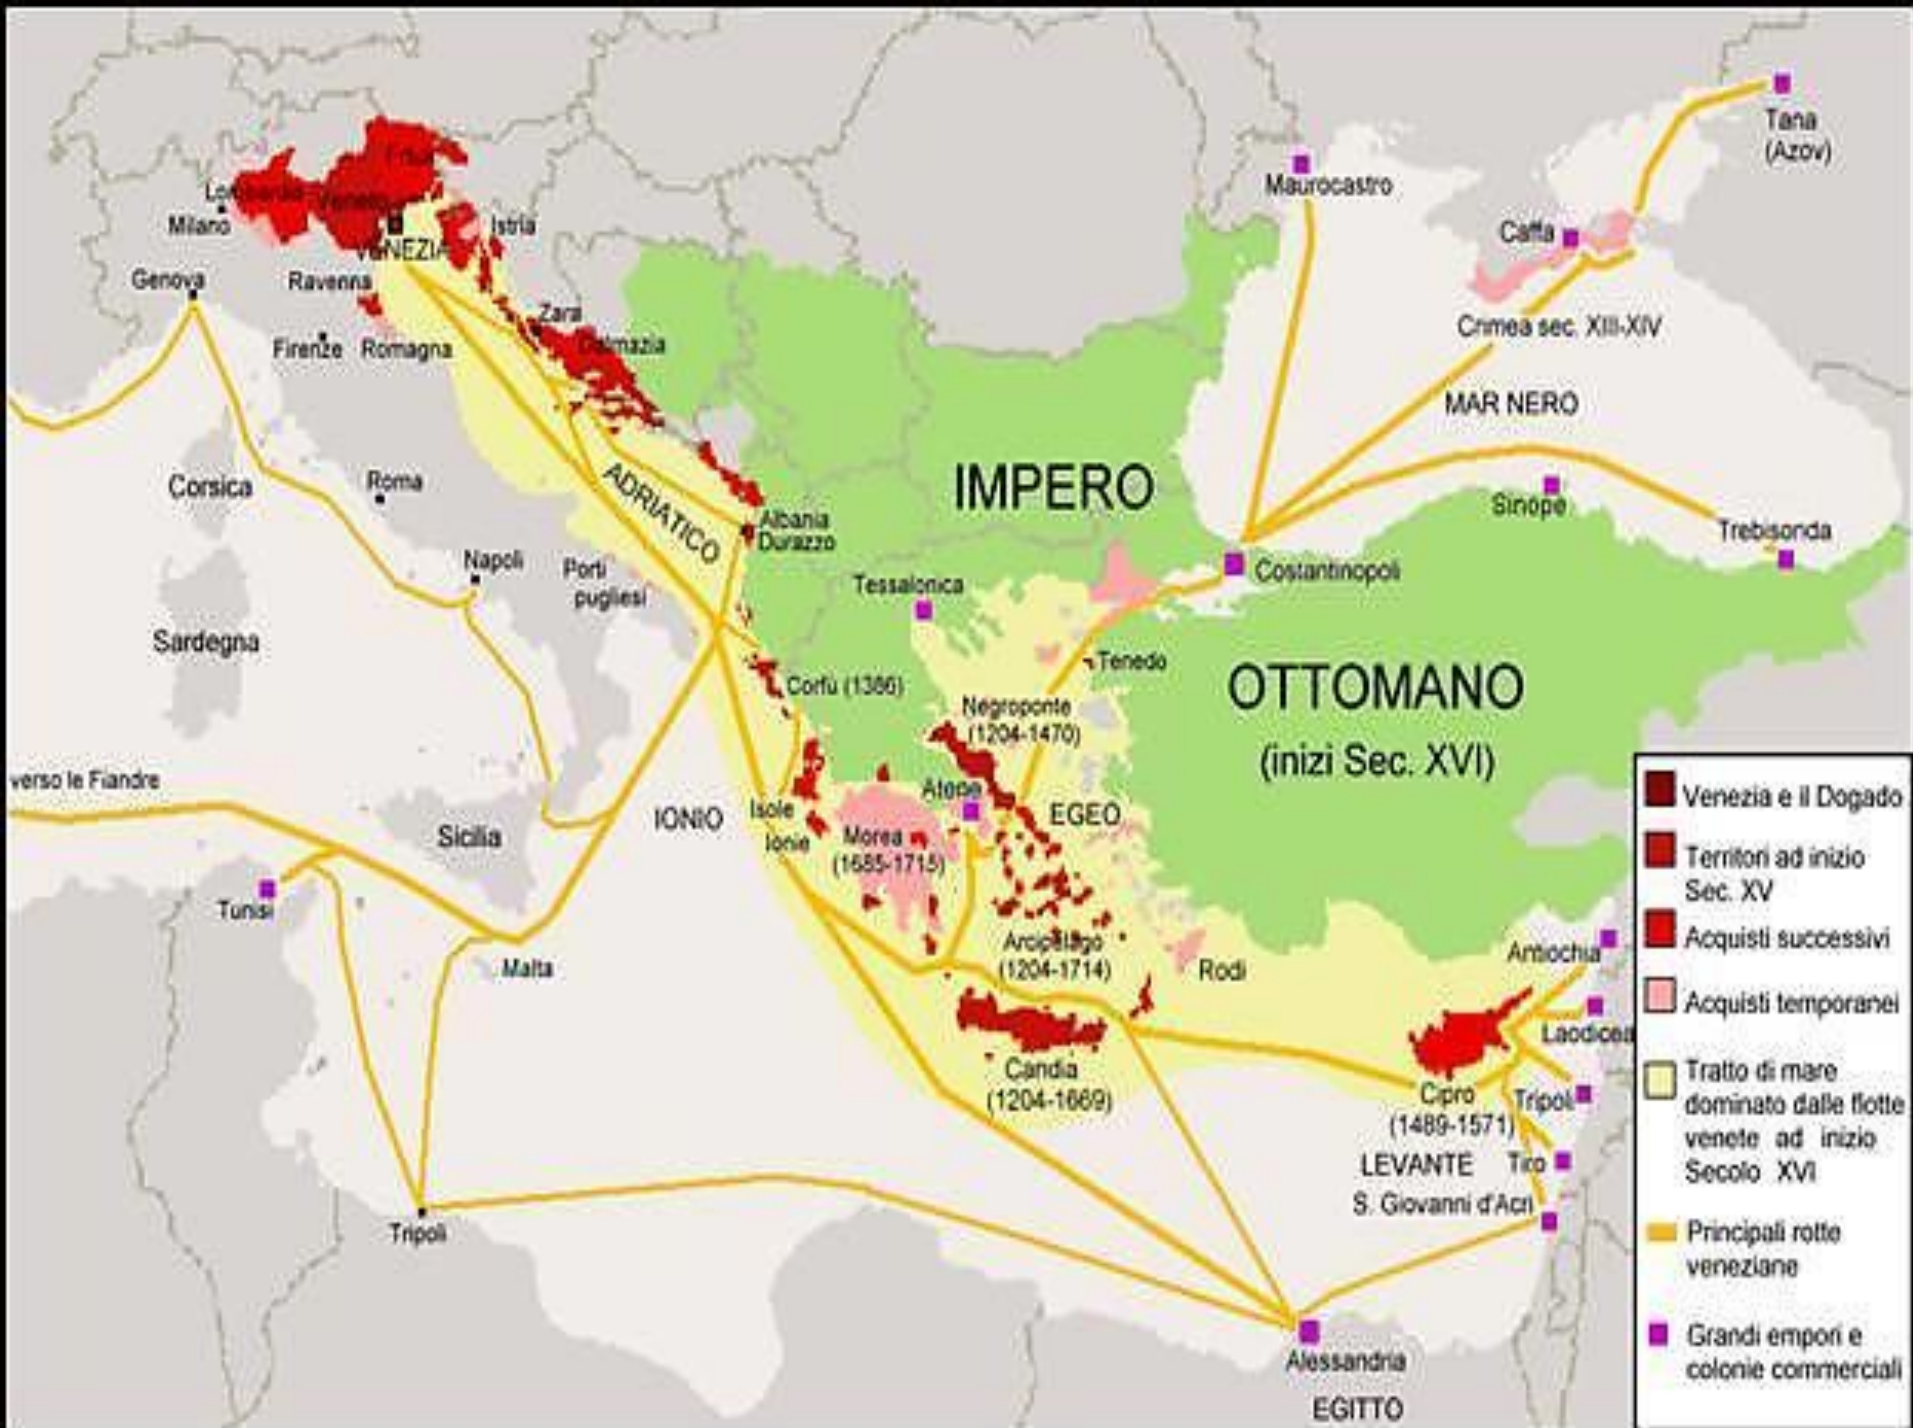 Tana
(Azov)
Maurocastro
Friuli
Lombardia
Veneto
Milano
Istria
VENEZIA
Caffa
Genova
Ravenna
Zara
Crimea sec. XIII-XIV
Firenze
Romagna
Dalmazia
MAR NERO
Corsica
Roma
ADRIATICO
IMPERO
Sinope
Albania
Durazzo
Trebisonda
Napoli
Porti
pugliesi
Tessalonica
Costantinopoli
Sardegna
Tenedo
Corfù (1386)
OTTOMANO
(inizi Sec. XVI)
Negroponte
(1204-1470)
verso le Fiandre
Atene
Isole
Ionie
IONIO
EGEO
Sicilia
Morea
(1685-1715)
Tunisi
Malta
Arcipelago
(1204-1714)
Rodi
Antiochia
Laodicea
Candia
(1204-1669)
Cipro
(1489-1571)
Tripoli
LEVANTE
Tiro
S. Giovanni d'Acri
Tripoli
Alessandria
EGITTO
Venezia e il Dogado
Territori ad inizio
Sec. XV
Acquisti successivi
Acquisti temporanei
Tratto di mare
dominato dalle flotte
venete ad inizio
Secolo XVI
Principali rotte
veneziane
Grandi empori e
colonie commerciali